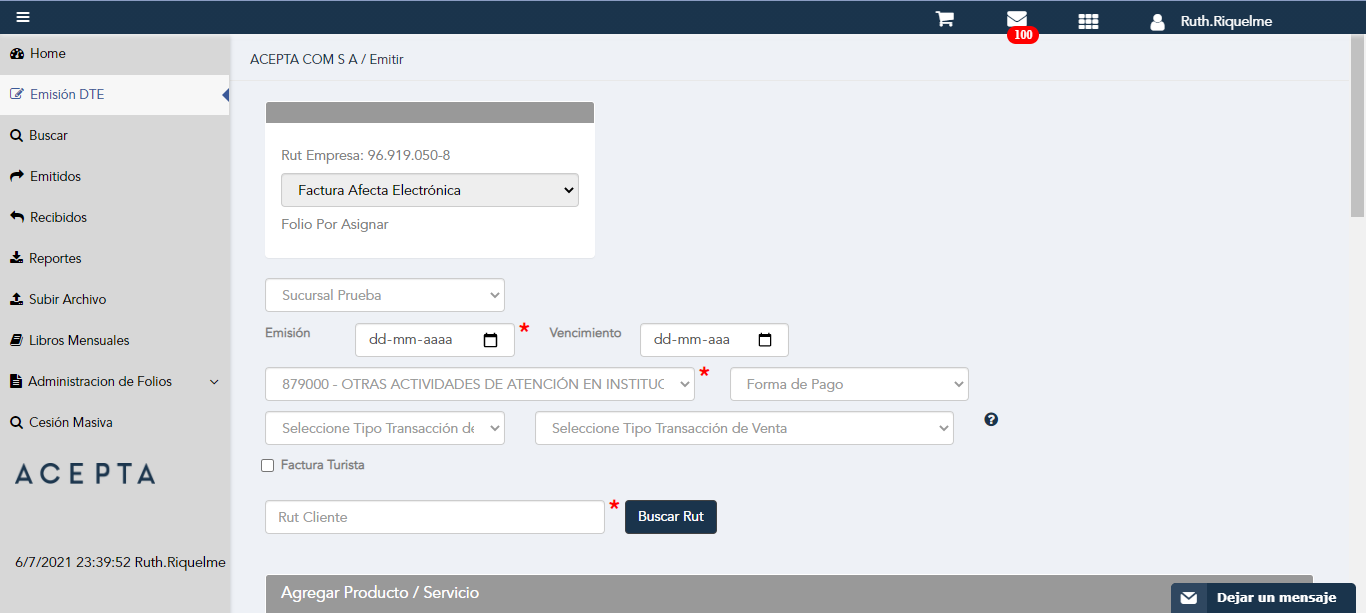 Ruth.Riquelme
100
Home
Emisión DTE
Buscar
Emitidos
Recibidos
Reportes
Subir Archivo
Libros Mensuales
Administracion de Folios
Cesión Masiva
ACEPTA
6/7/2021 23:39:52 Ruth.Riquelme
ACEPTA COM S A / Emitir
Rut Empresa: 96.919.050-8
Factura Afecta Electrónica
Folio Por Asignar
Sucursal Prueba
Emisión dd-mm-aaaa * Vencimiento dd-mm-aaa
879000 - OTRAS ACTIVIDADES DE ATENCIÓN EN INSTITUC * Forma de Pago
Seleccione Tipo Transacción de Seleccione Tipo Transacción de Venta ?
Factura Turista
Rut Cliente * Buscar Rut
Agregar Producto / Servicio
Dejar un mensaje